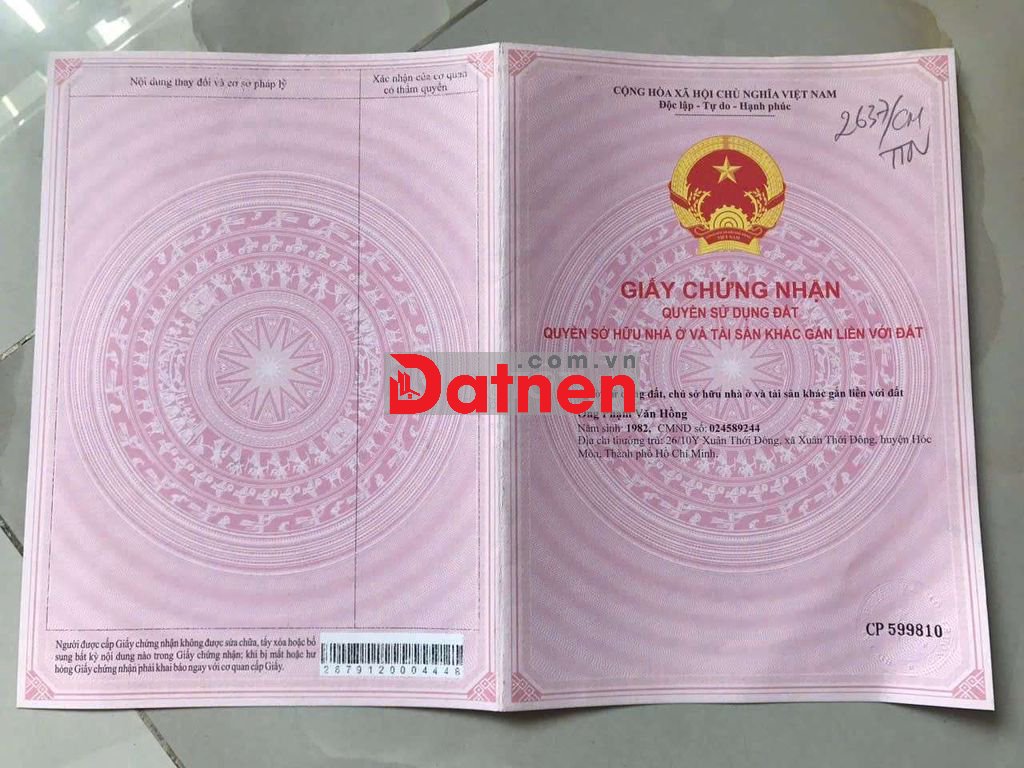 Nội dung thay đổi và cơ sở pháp lý
Xác nhận của cơ quan
có thẩm quyền
Người được cấp Giấy chứng nhận không được sửa chữa, tẩy xóa hoặc bổ
sung bất kỳ nội dung nào trong Giấy chứng nhận; khi bị mất hoặc hư
hỏng Giấy chứng nhận phải khai báo ngay với cơ quan cấp Giấy.
2879120004448
CỘNG HÒA XÃ HỘI CHỦ NGHĨA VIỆT NAM
Độc lập - Tự do - Hạnh phúc
2637/CM
TTN
VIỆT NAM
GIẤY CHỨNG NHẬN
QUYỀN SỬ DỤNG ĐẤT
QUYỀN SỞ HỮU NHÀ Ở VÀ TÀI SẢN KHÁC GẮN LIỀN VỚI ĐẤT
.com.vn
Datnen
đất, chủ sở hữu nhà ở và tài sản khác gắn liền với đất
Ông Phạm Văn Hồng
Năm sinh: 1982, CMND số: 024589244
Địa chỉ thường trú: 26/10Y Xuân Thới Đông, xã Xuân Thới Đông, huyện Hóc
Môn, Thành phố Hồ Chí Minh.
CP 599810